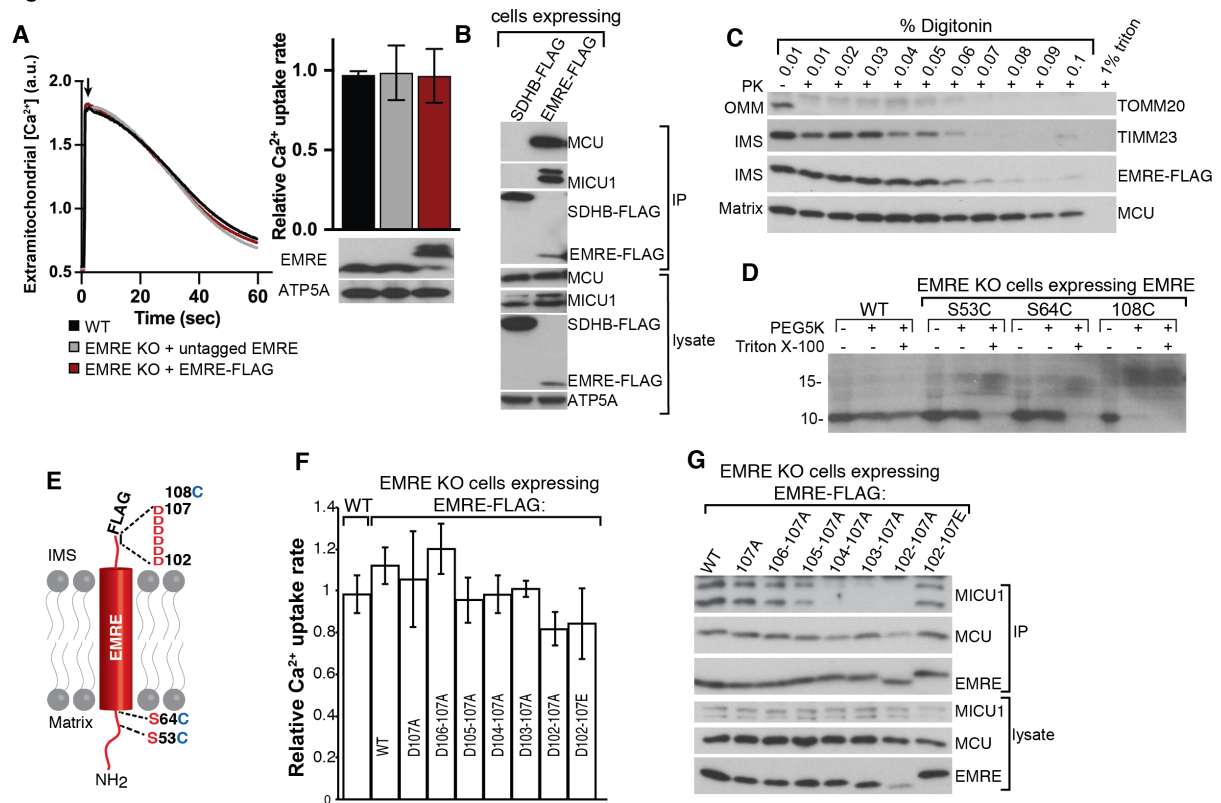 A
Extramitochondrial [Ca2+] (a.u.)
2.0
1.5
1.0
0.5
0
20
40
60
Time (sec)
WT
EMRE KO + untagged EMRE
EMRE KO + EMRE-FLAG
Relative Ca2+ uptake rate
1.0
0.5
0.0
EMRE
ATP5A
B
cells expressing
SDHB-FLAG
EMRE-FLAG
MCU
MICU1
SDHB-FLAG
EMRE-FLAG
IP
MCU
MICU1
SDHB-FLAG
EMRE-FLAG
ATP5A
lysate
C
% Digitonin
0.01 0.01 0.02 0.03 0.04 0.05 0.06 0.07 0.08 0.09 0.1 1% triton
PK - + + + + + + + + + + +
OMM TOMM20
IMS TIMM23
IMS EMRE-FLAG
Matrix MCU
D
EMRE KO cells expressing EMRE
WT S53C S64C 108C
PEG5K - + + - + + - + + - + +
Triton X-100 - - + - - + - - + - - +
15-
10-
E
108C
FLAG
D107
D
D
D
D
D102
IMS
EMRE
Matrix
S64C
S53C
NH2
F
EMRE KO cells expressing
WT EMRE-FLAG:
Relative Ca2+ uptake rate
1.4
1.2
1
0.8
0.6
0.4
0.2
0
WT
D107A
D106-107A
D105-107A
D104-107A
D103-107A
D102-107A
D102-107E
G
EMRE KO cells expressing
EMRE-FLAG:
WT
107A
106-107A
105-107A
104-107A
103-107A
102-107A
102-107E
MICU1
MCU
EMRE
IP
MICU1
MCU
EMRE
lysate